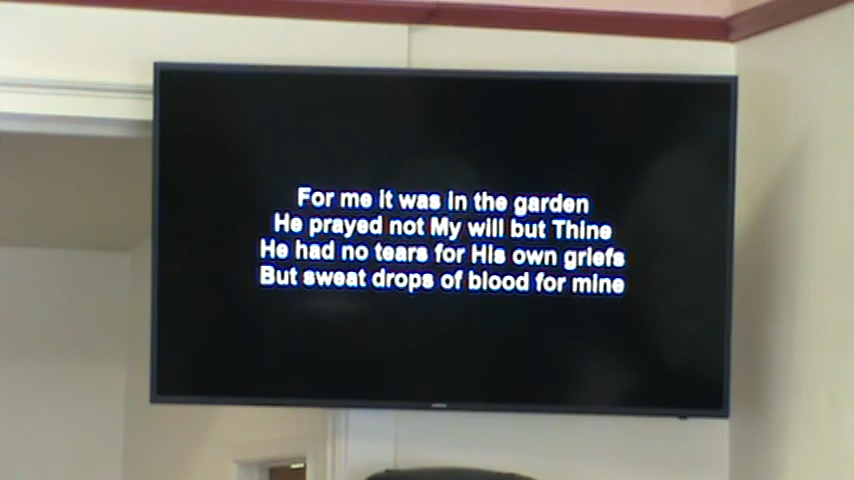 For me it was in the garden
He prayed not My will but Thine
He had no tears for His own griefs
But sweat drops of blood for mine